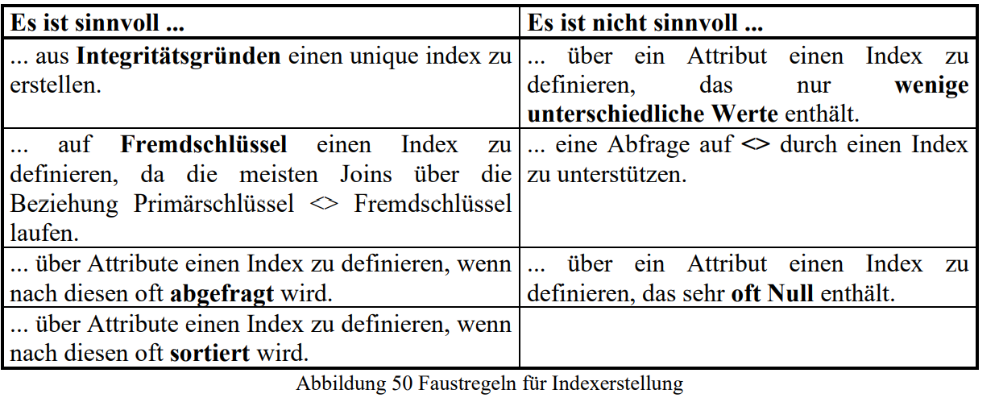 Es ist sinnvoll ...
Es ist nicht sinnvoll ...
... aus Integritätsgründen einen unique index zu
erstellen.
... über ein Attribut einen Index zu
definieren, das nur wenige
unterschiedliche Werte enthält.
... auf Fremdschlüssel einen Index zu
definieren, da die meisten Joins über die
Beziehung Primärschlüssel <> Fremdschlüssel
laufen.
... eine Abfrage auf <> durch einen Index
zu unterstützen.
... über Attribute einen Index zu definieren, wenn
nach diesen oft abgefragt wird.
... über ein Attribut einen Index zu
definieren, das sehr oft Null enthält.
... über Attribute einen Index zu definieren, wenn
nach diesen oft sortiert wird.
Abbildung 50 Faustregeln für Indexerstellung